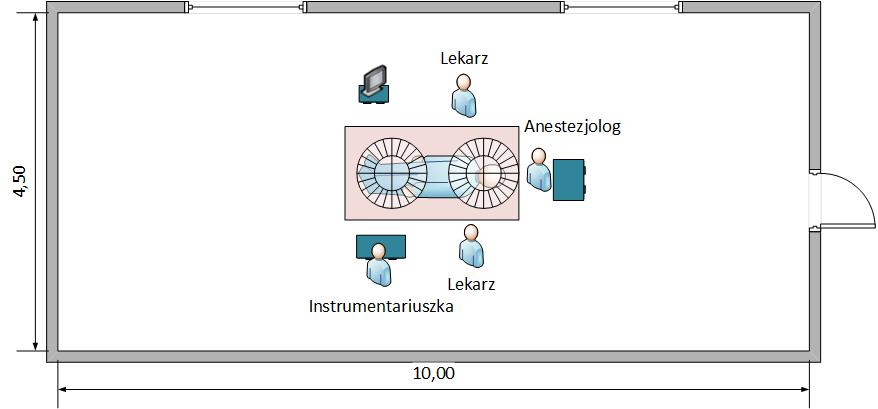 Lekarz
Anestezjolog
4,50
Lekarz
Instrumentariuszka
10,00